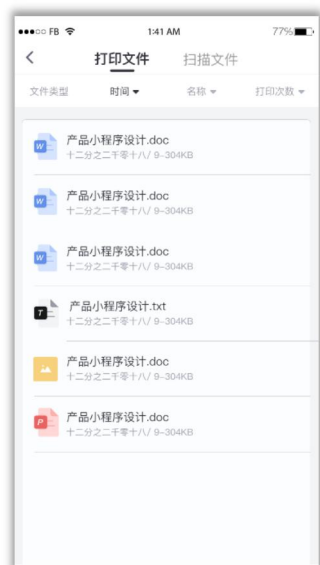 FB 1:41 AM 77%
打印文件 扫描文件
文件类型 时间 名称 打印次数
W 产品小程序设计.doc
十二分之二千零十八/ 9-304KB
W 产品小程序设计.doc
十二分之二千零十八/ 9-304KB
W 产品小程序设计.doc
十二分之二千零十八/ 9-304KB
T 产品小程序设计.txt
十二分之二千零十八/ 9-304KB
产品小程序设计.doc
十二分之二千零十八/ 9-304KB
P 产品小程序设计.doc
十二分之二千零十八/ 9-304KB